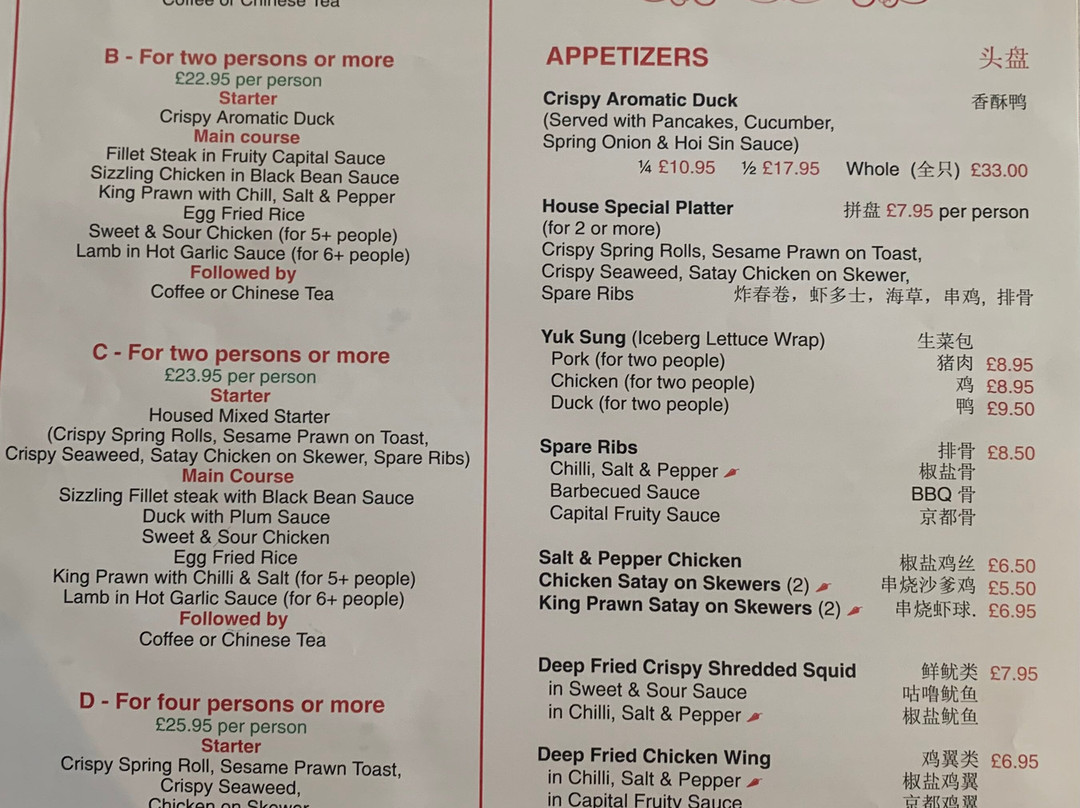 Coffee or Chinese Tea
B - For two persons or more
£22.95 per person
Starter
Crispy Aromatic Duck
Main course
Fillet Steak in Fruity Capital Sauce
Sizzling Chicken in Black Bean Sauce
King Prawn with Chill, Salt & Pepper
Egg Fried Rice
Sweet & Sour Chicken (for 5+ people)
Lamb in Hot Garlic Sauce (for 6+ people)
Followed by
Coffee or Chinese Tea
C - For two persons or more
£23.95 per person
Starter
Housed Mixed Starter
(Crispy Spring Rolls, Sesame Prawn on Toast,
Crispy Seaweed, Satay Chicken on Skewer, Spare Ribs)
Main Course
Sizzling Fillet steak with Black Bean Sauce
Duck with Plum Sauce
Sweet & Sour Chicken
Egg Fried Rice
King Prawn with Chilli & Salt (for 5+ people)
Lamb in Hot Garlic Sauce (for 6+ people)
Followed by
Coffee or Chinese Tea
D - For four persons or more
£25.95 per person
Starter
Crispy Spring Roll, Sesame Prawn Toast,
Crispy Seaweed,
Chicken on Skewer
APPETIZERS 头盘
Crispy Aromatic Duck 香酥鸭
(Served with Pancakes, Cucumber,
Spring Onion & Hoi Sin Sauce)
¼ £10.95 ½ £17.95 Whole (全只) £33.00
House Special Platter 拼盘 £7.95 per person
(for 2 or more)
Crispy Spring Rolls, Sesame Prawn on Toast,
Crispy Seaweed, Satay Chicken on Skewer,
Spare Ribs 炸春卷，虾多士，海草，串鸡, 排骨
Yuk Sung (Iceberg Lettuce Wrap) 生菜包
Pork (for two people) 猪肉 £8.95
Chicken (for two people) 鸡 £8.95
Duck (for two people) 鸭 £9.50
Spare Ribs 排骨 £8.50
Chilli, Salt & Pepper 椒盐骨
Barbecued Sauce BBQ 骨
Capital Fruity Sauce 京都骨
Salt & Pepper Chicken 椒盐鸡丝 £6.50
Chicken Satay on Skewers (2) 串烧沙爹鸡 £5.50
King Prawn Satay on Skewers (2) 串烧虾球. £6.95
Deep Fried Crispy Shredded Squid 鲜鱿类 £7.95
in Sweet & Sour Sauce 咕噜鱿鱼
in Chilli, Salt & Pepper 椒盐鱿鱼
Deep Fried Chicken Wing 鸡翼类 £6.95
in Chilli, Salt & Pepper 椒盐鸡翼
in Capital Fruity Sauce 京都鸡翼